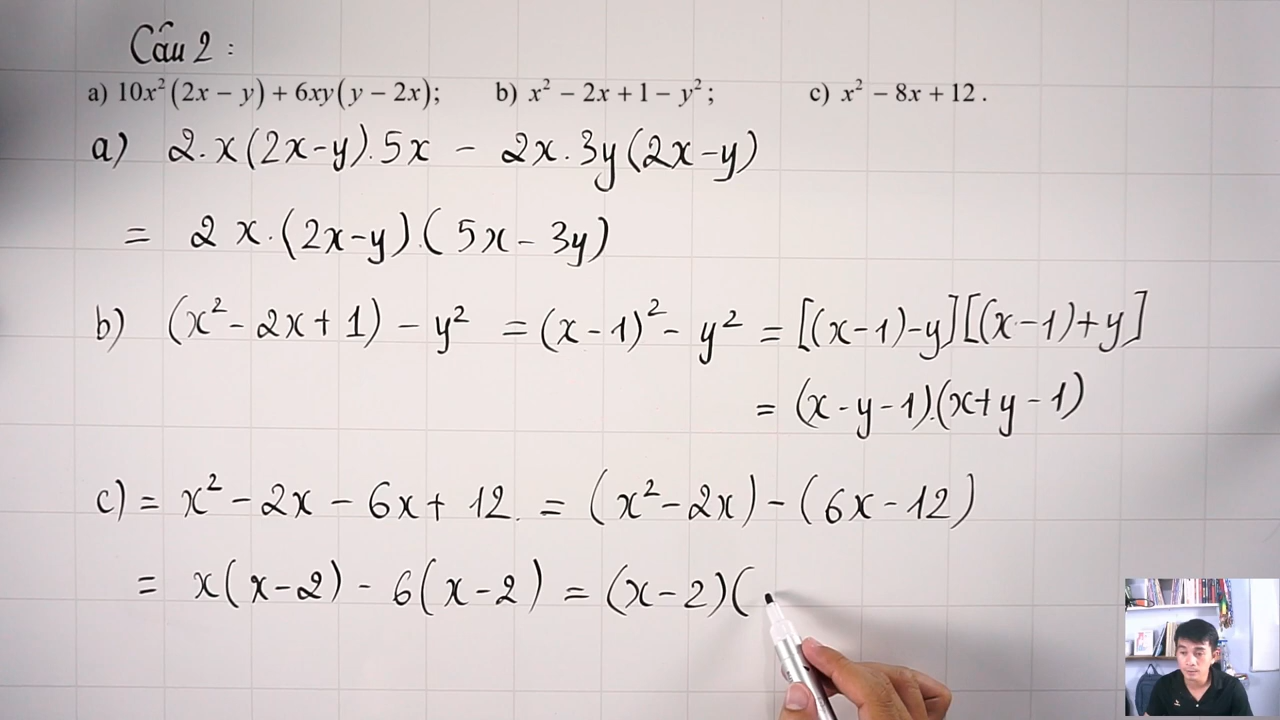 Câu 2 :
a) 10x² (2x − y) + 6xy(y − 2x); b) x² − 2x + 1 − y² ; c) x² − 8x + 12 .
a) 2.x(2x-y).5x - 2x.3y(2x-y)
= 2x.(2x-y).(5x-3y)
b) (x²-2x+1)-y² = (x-1)²-y² = [(x-1)-y][(x-1)+y]
= (x-y-1).(x+y-1)
c) = x²-2x-6x+12. = (x²-2x)-(6x-12)
= x(x-2)-6(x-2) = (x-2)(